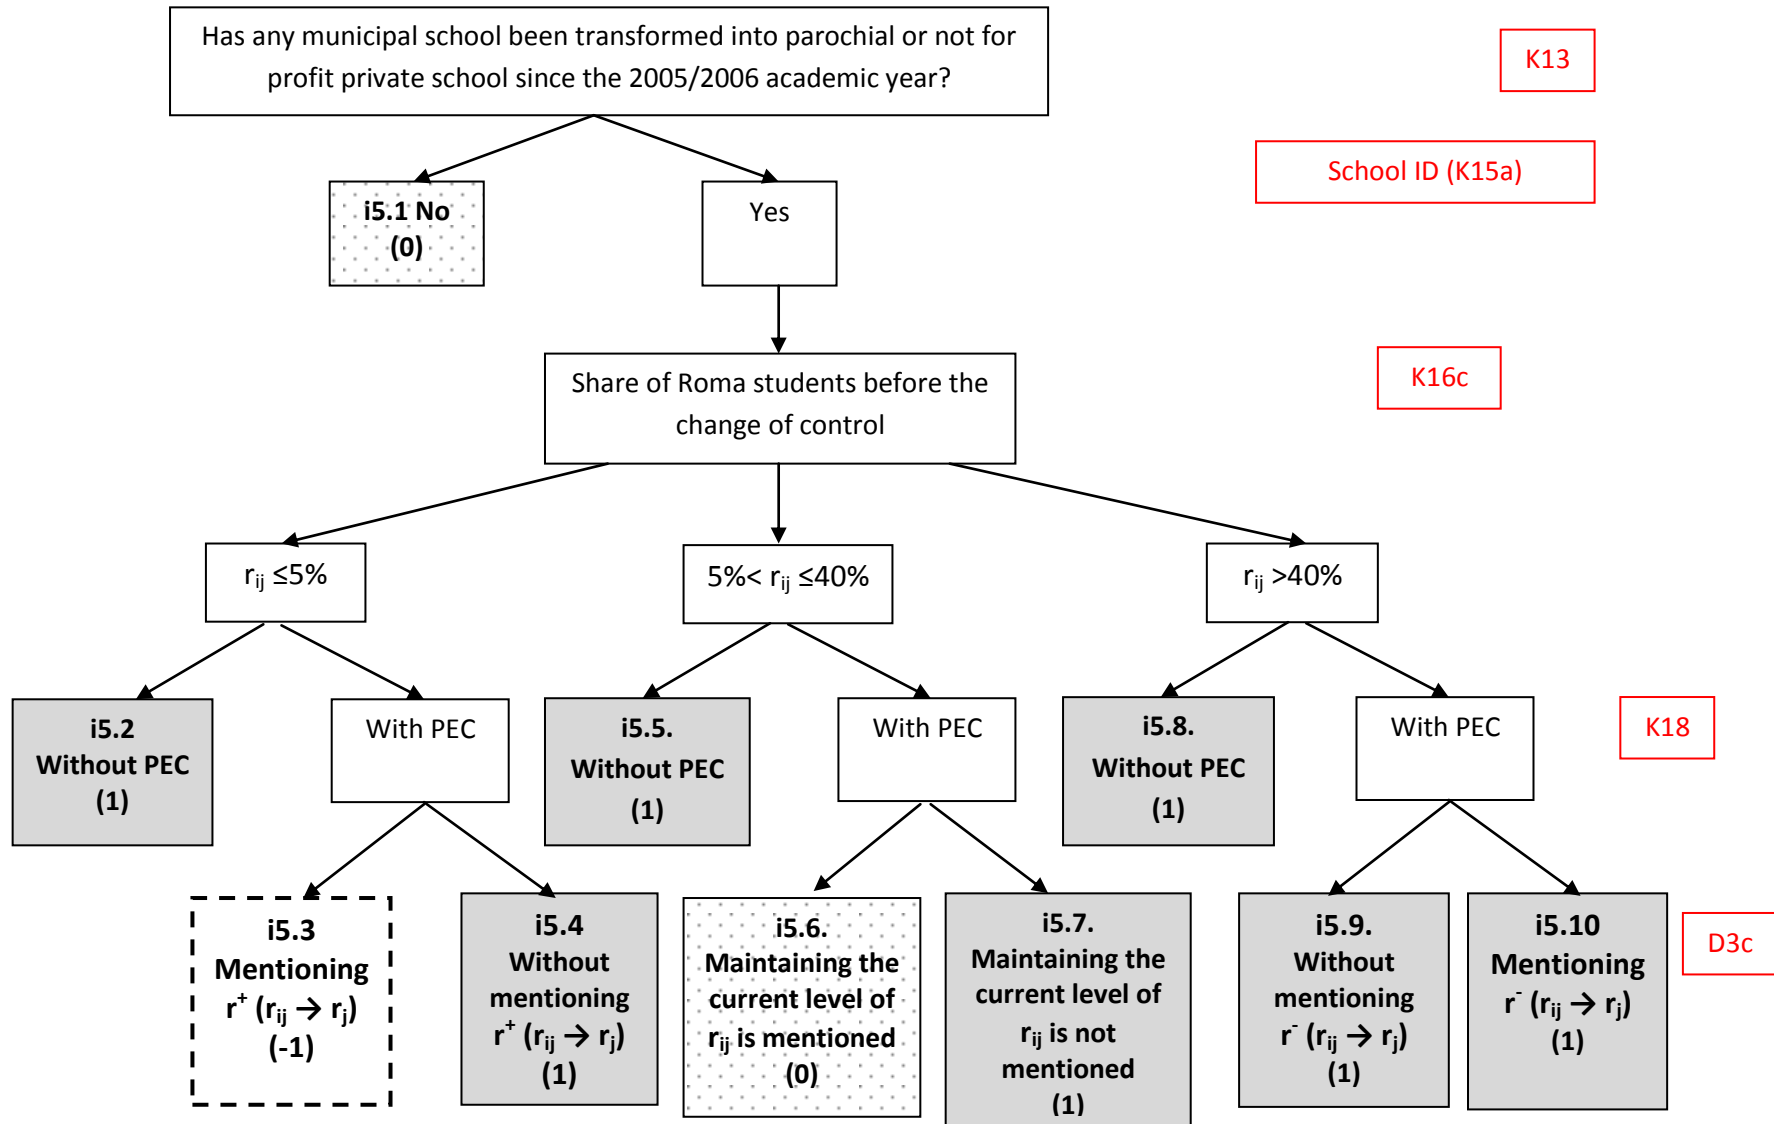 Has any municipal school been transformed into parochial or not for
profit private school since the 2005/2006 academic year?
K13
School ID (K15a)
i5.1 No
(0)
Yes
Share of Roma students before the
change of control
K16c
rij ≤5%
5%< rij ≤40%
rij >40%
i5.2
Without PEC
(1)
With PEC
i5.5.
Without PEC
(1)
With PEC
i5.8.
Without PEC
(1)
With PEC
K18
i5.3
Mentioning
r+ (rij → rj)
(-1)
i5.4
Without
mentioning
r+ (rij → rj)
(1)
i5.6.
Maintaining the
current level of
rij is mentioned
(0)
i5.7.
Maintaining the
current level of
rij is not
mentioned
(1)
i5.9.
Without
mentioning
r- (rij → rj)
(1)
i5.10
Mentioning
r- (rij → rj)
(1)
D3c